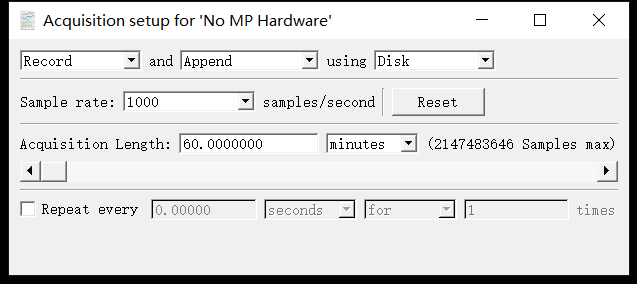 Acquisition setup for 'No MP Hardware'
Record and Append using Disk
Sample rate: 1000 samples/second Reset
Acquisition Length: 60.0000000 minutes (2147483646 Samples max)
Repeat every 0.00000 seconds for 1 times